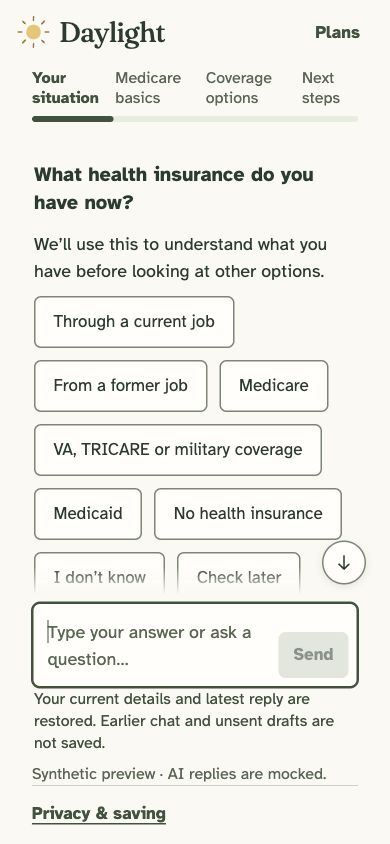 Daylight
Plans
Your situation
Medicare basics
Coverage options
Next steps
What health insurance do you
have now?
We’ll use this to understand what you
have before looking at other options.
Through a current job
From a former job
Medicare
VA, TRICARE or military coverage
Medicaid
No health insurance
I don’t know
Check later
Type your answer or ask a
question...
Send
Your current details and latest reply are
restored. Earlier chat and unsent drafts are
not saved.
Synthetic preview · AI replies are mocked.
Privacy & saving